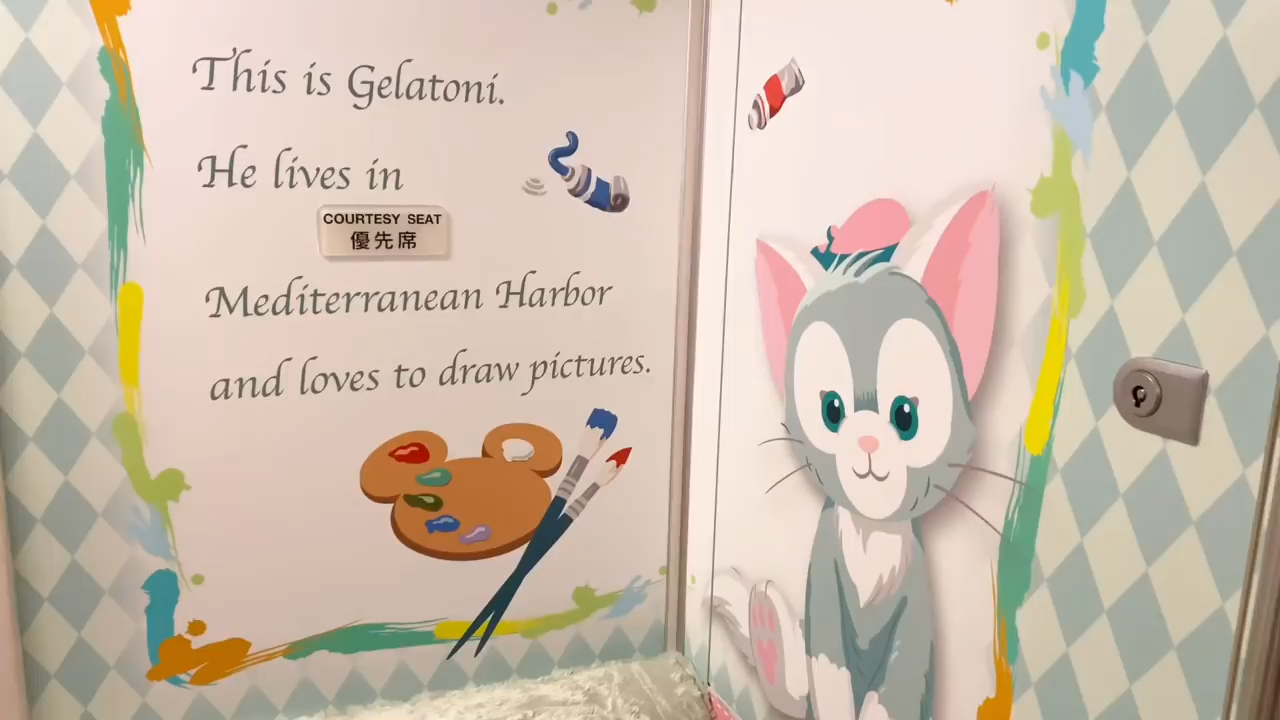 This is Gelatoni.
He lives in
COURTESY SEAT
優先席
Mediterranean Harbor
and loves to draw pictures.